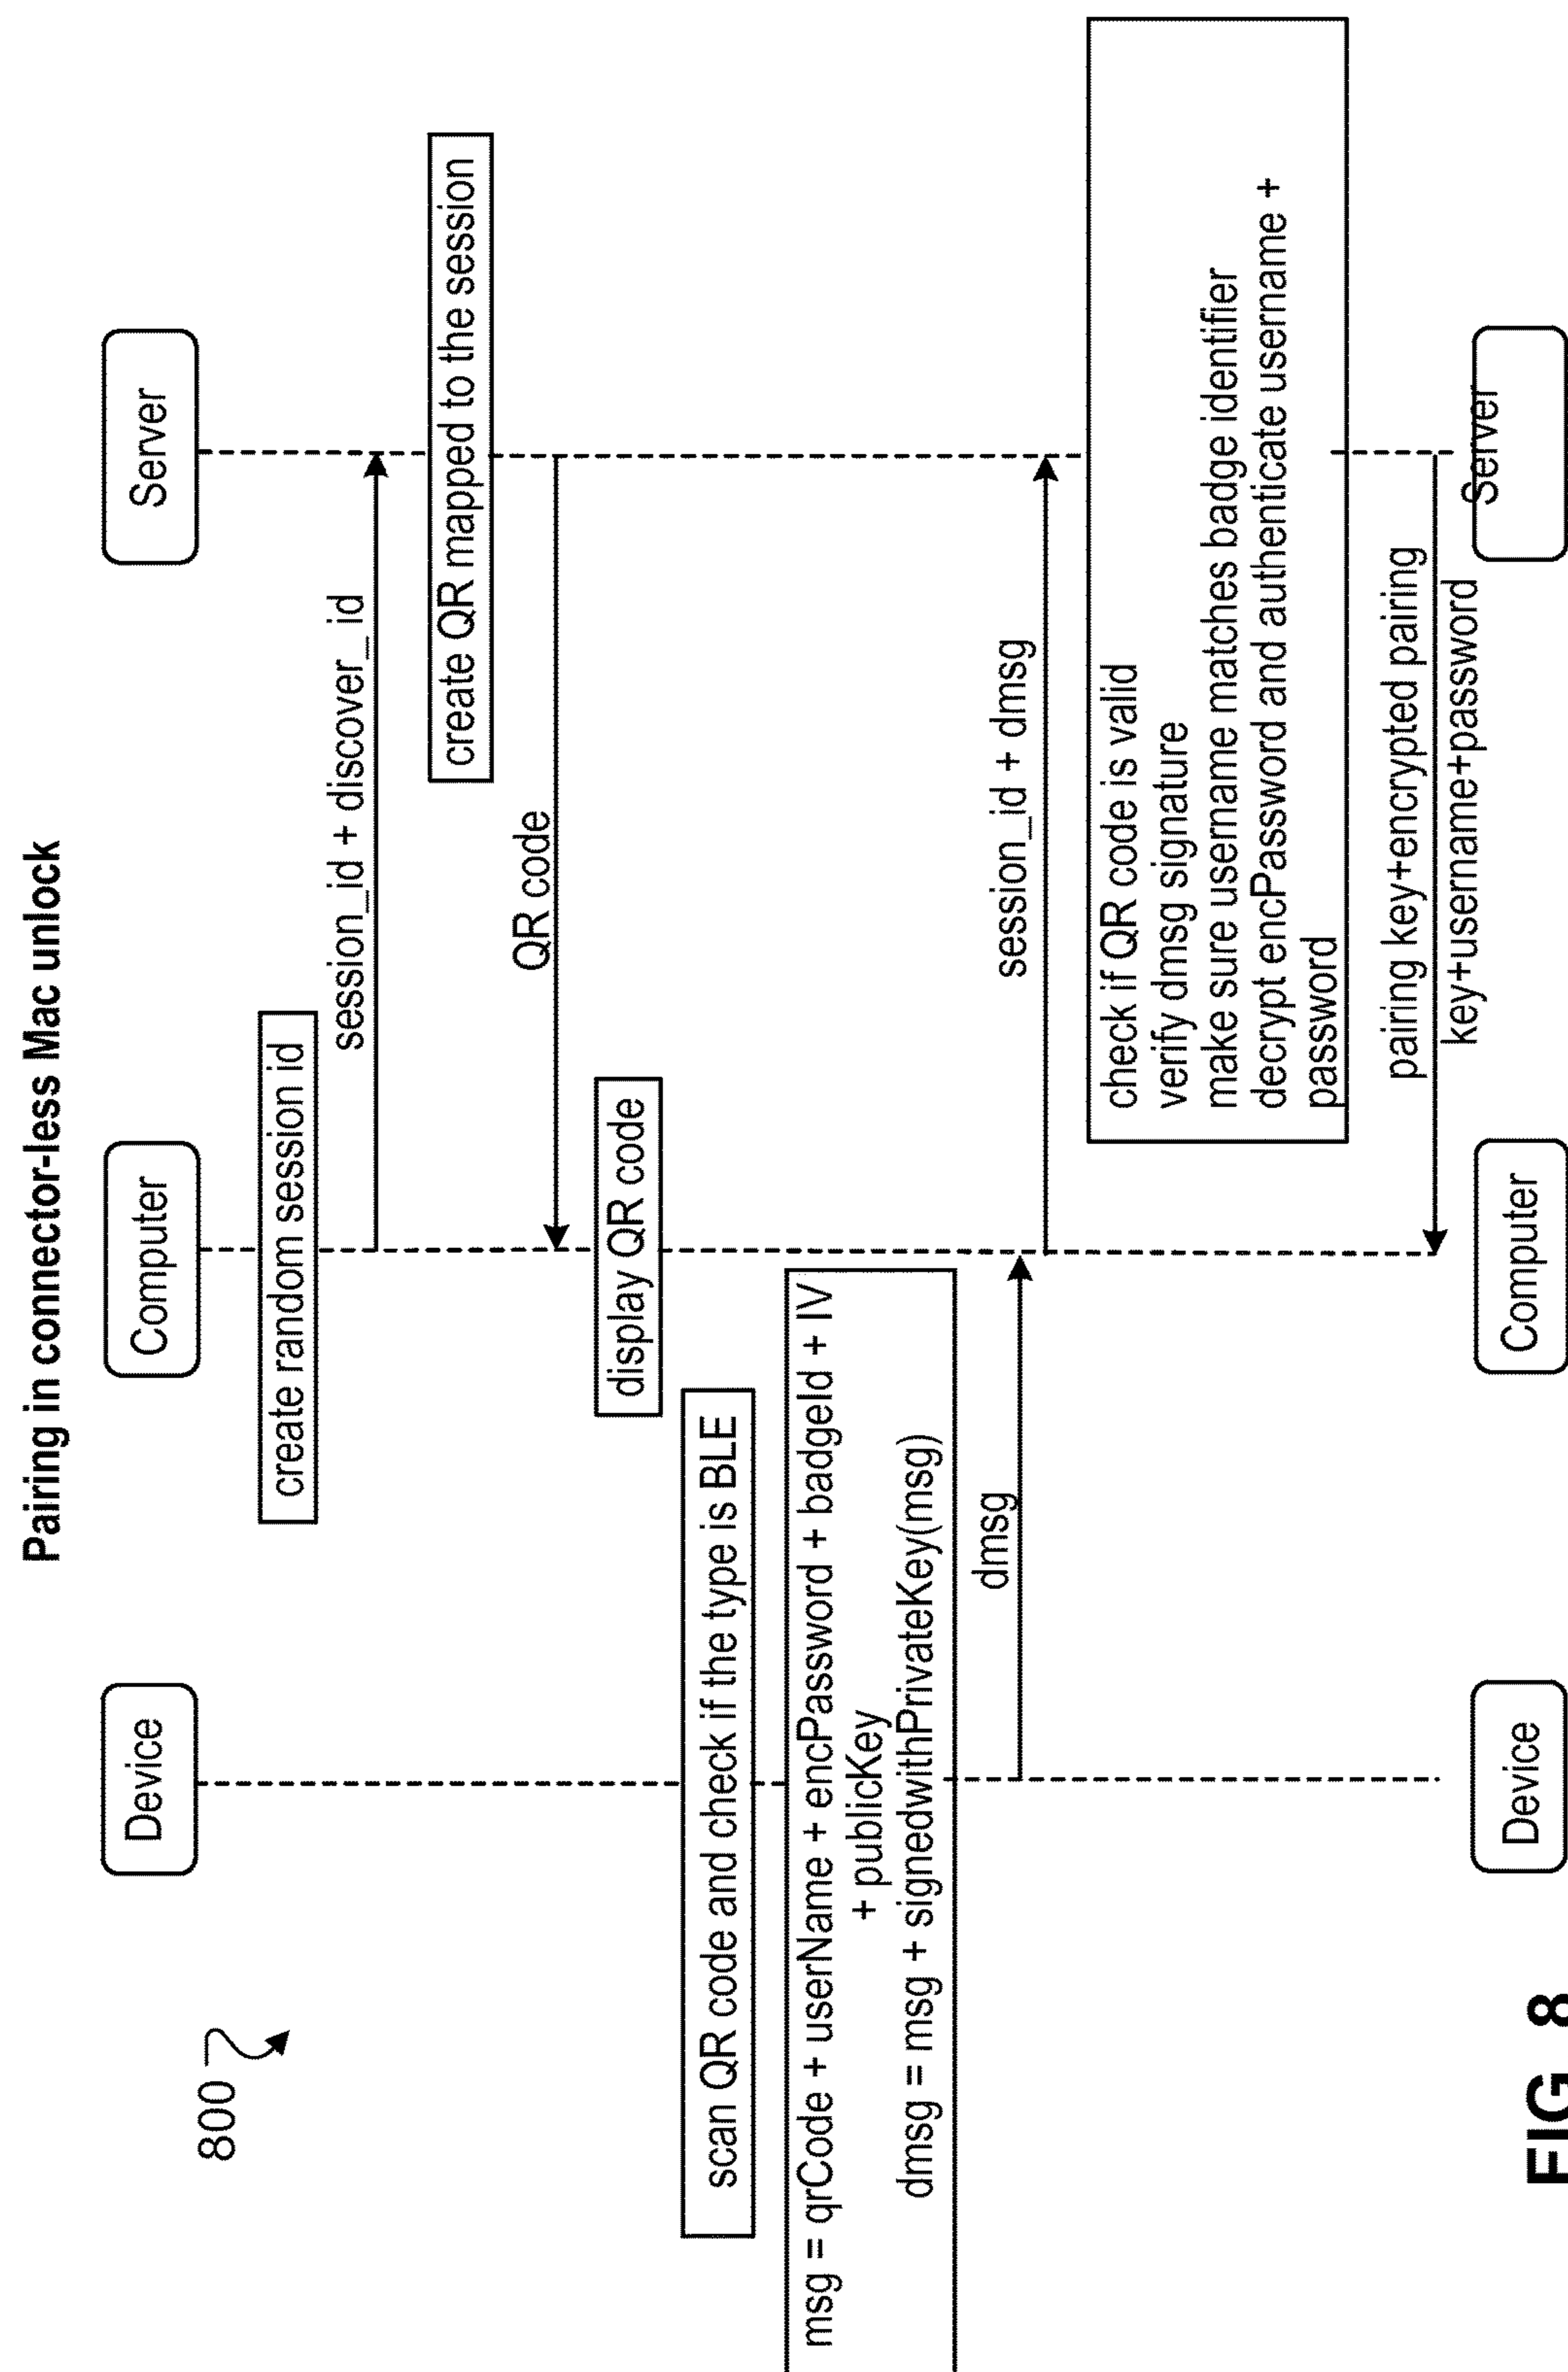 Pairing in connector-less Mac unlock
800
Device
Computer
Server
create random session id
session_id + discover_id
create QR mapped to the session
QR code
display QR code
scan QR code and check if the type is BLE
msg = qrCode + userName + encPassword + badgeId + IV
+ publicKey
dmsg = msg + signedwithPrivateKey(msg)
dmsg
session_id + dmsg
check if QR code is valid
verify dmsg signature
make sure username matches badge identifier
decrypt encPassword and authenticate username +
password
pairing key+encrypted pairing
key+username+password
Device
Computer
Server
FIG. 8